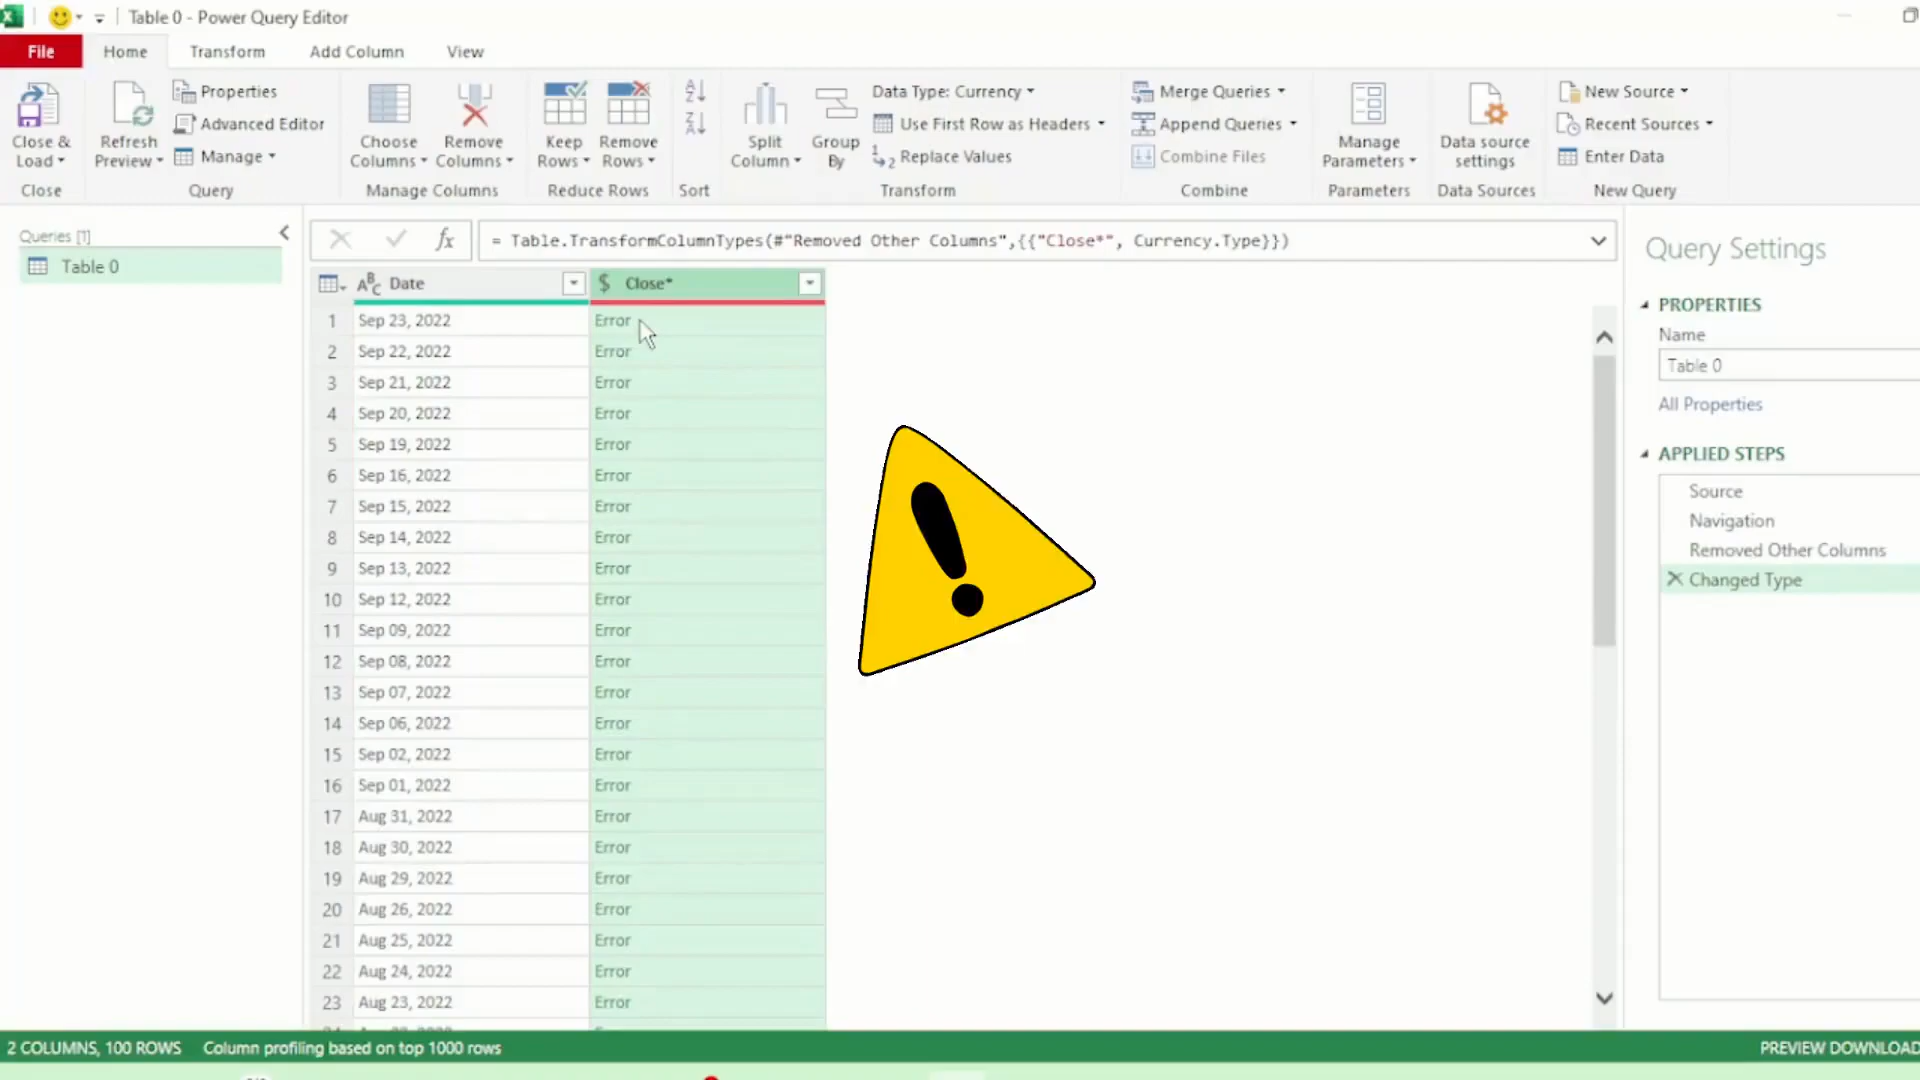 Table 0 - Power Query Editor
File
Home
Transform
Add Column
View
Close & Load
Refresh Preview
Properties
Advanced Editor
Manage
Choose Columns
Remove Columns
Keep Rows
Remove Rows
Split Column
Group By
Data Type: Currency
Use First Row as Headers
Replace Values
Merge Queries
Append Queries
Combine Files
Manage Parameters
Data source settings
New Source
Recent Sources
Enter Data
Close
Query
Manage Columns
Reduce Rows
Sort
Transform
Combine
Parameters
Data Sources
New Query
Queries [1]
Table 0
fx
= Table.TransformColumnTypes(#"Removed Other Columns",{{"Close*", Currency.Type}})
ABC Date
$ Close*
1 Sep 23, 2022 Error
2 Sep 22, 2022 Error
3 Sep 21, 2022 Error
4 Sep 20, 2022 Error
5 Sep 19, 2022 Error
6 Sep 16, 2022 Error
7 Sep 15, 2022 Error
8 Sep 14, 2022 Error
9 Sep 13, 2022 Error
10 Sep 12, 2022 Error
11 Sep 09, 2022 Error
12 Sep 08, 2022 Error
13 Sep 07, 2022 Error
14 Sep 06, 2022 Error
15 Sep 02, 2022 Error
16 Sep 01, 2022 Error
17 Aug 31, 2022 Error
18 Aug 30, 2022 Error
19 Aug 29, 2022 Error
20 Aug 26, 2022 Error
21 Aug 25, 2022 Error
22 Aug 24, 2022 Error
23 Aug 23, 2022 Error
Query Settings
PROPERTIES
Name
Table 0
All Properties
APPLIED STEPS
Source
Navigation
Removed Other Columns
Changed Type
2 COLUMNS, 100 ROWS
Column profiling based on top 1000 rows
PREVIEW DOWNLOAD